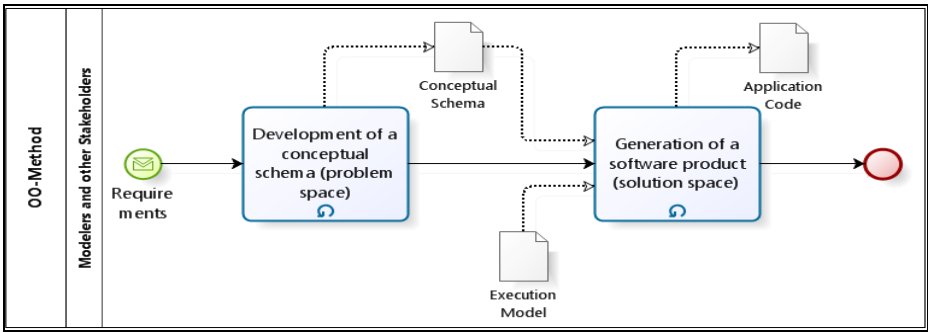 OO-Method
Modelers and other Stakeholders
Require
ments
Development of a
conceptual
schema (problem
space)
Conceptual
Schema
Generation of a
software product
(solution space)
Application
Code
Execution
Model